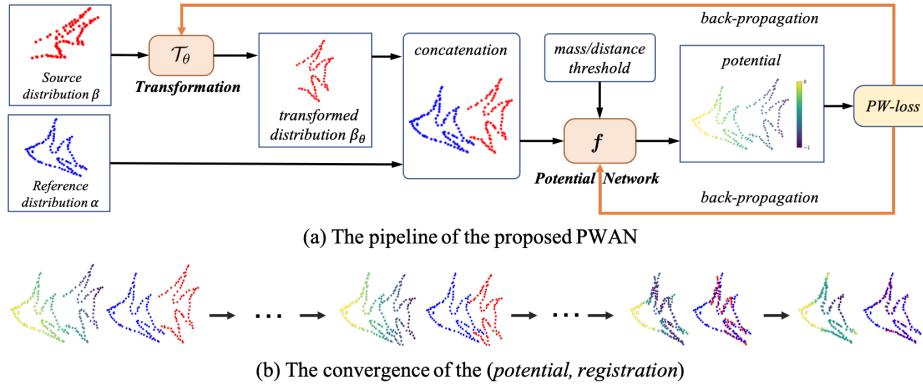 back-propagation
Source
distribution β
𝒯θ
Transformation
transformed
distribution βθ
concatenation
mass/distance
threshold
f
Potential Network
potential
0
-1
PW-loss
Reference
distribution α
back-propagation
(a) The pipeline of the proposed PWAN
(b) The convergence of the (potential, registration)